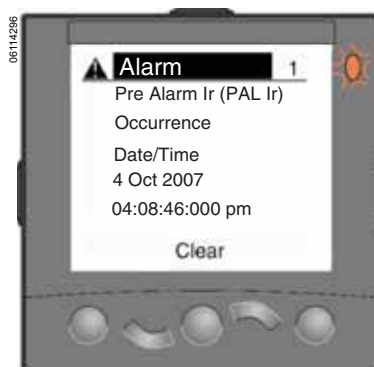 06114296
Alarm 1
Pre Alarm Ir (PAL Ir)
Occurrence
Date/Time
4 Oct 2007
04:08:46:000 pm
Clear